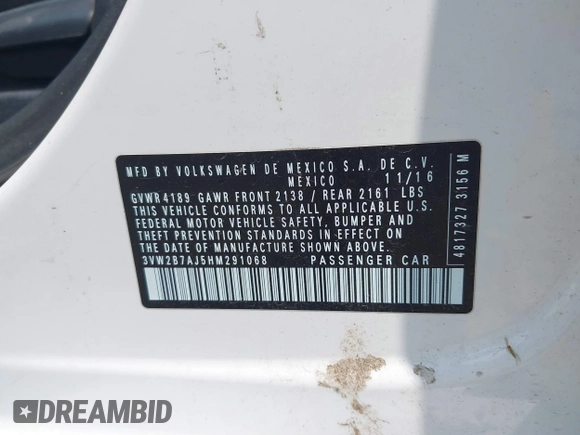 MFD BY VOLKSWAGEN DE MEXICO S.A. DE C.V.
MEXICO 11/16
GVWR 4189 GAWR FRONT 2138 / REAR 2161 LBS
THIS VEHICLE CONFORMS TO ALL APPLICABLE U.S.
FEDERAL MOTOR VEHICLE SAFETY, BUMPER AND
THEFT PREVENTION STANDARDS IN EFFECT ON
THE DATE OF MANUFACTURE SHOWN ABOVE.
3VW2B7AJ5HM291068 PASSENGER CAR
48173273156 M
DREAMBID